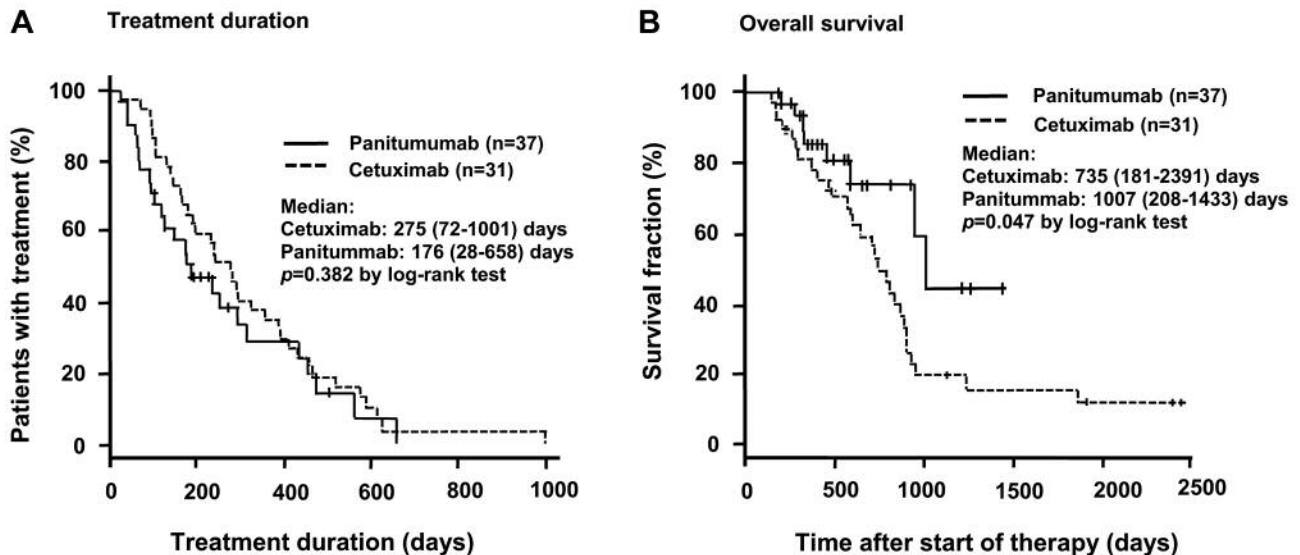 A Treatment duration
Patients with treatment (%)
100
80
60
40
20
0
Panitumumab (n=37)
Cetuximab (n=31)
Median:
Cetuximab: 275 (72-1001) days
Panitummab: 176 (28-658) days
p=0.382 by log-rank test
0 200 400 600 800 1000
Treatment duration (days)
B Overall survival
Survival fraction (%)
100
80
60
40
20
0
Panitumumab (n=37)
Cetuximab (n=31)
Median:
Cetuximab: 735 (181-2391) days
Panitummab: 1007 (208-1433) days
p=0.047 by log-rank test
0 500 1000 1500 2000 2500
Time after start of therapy (days)